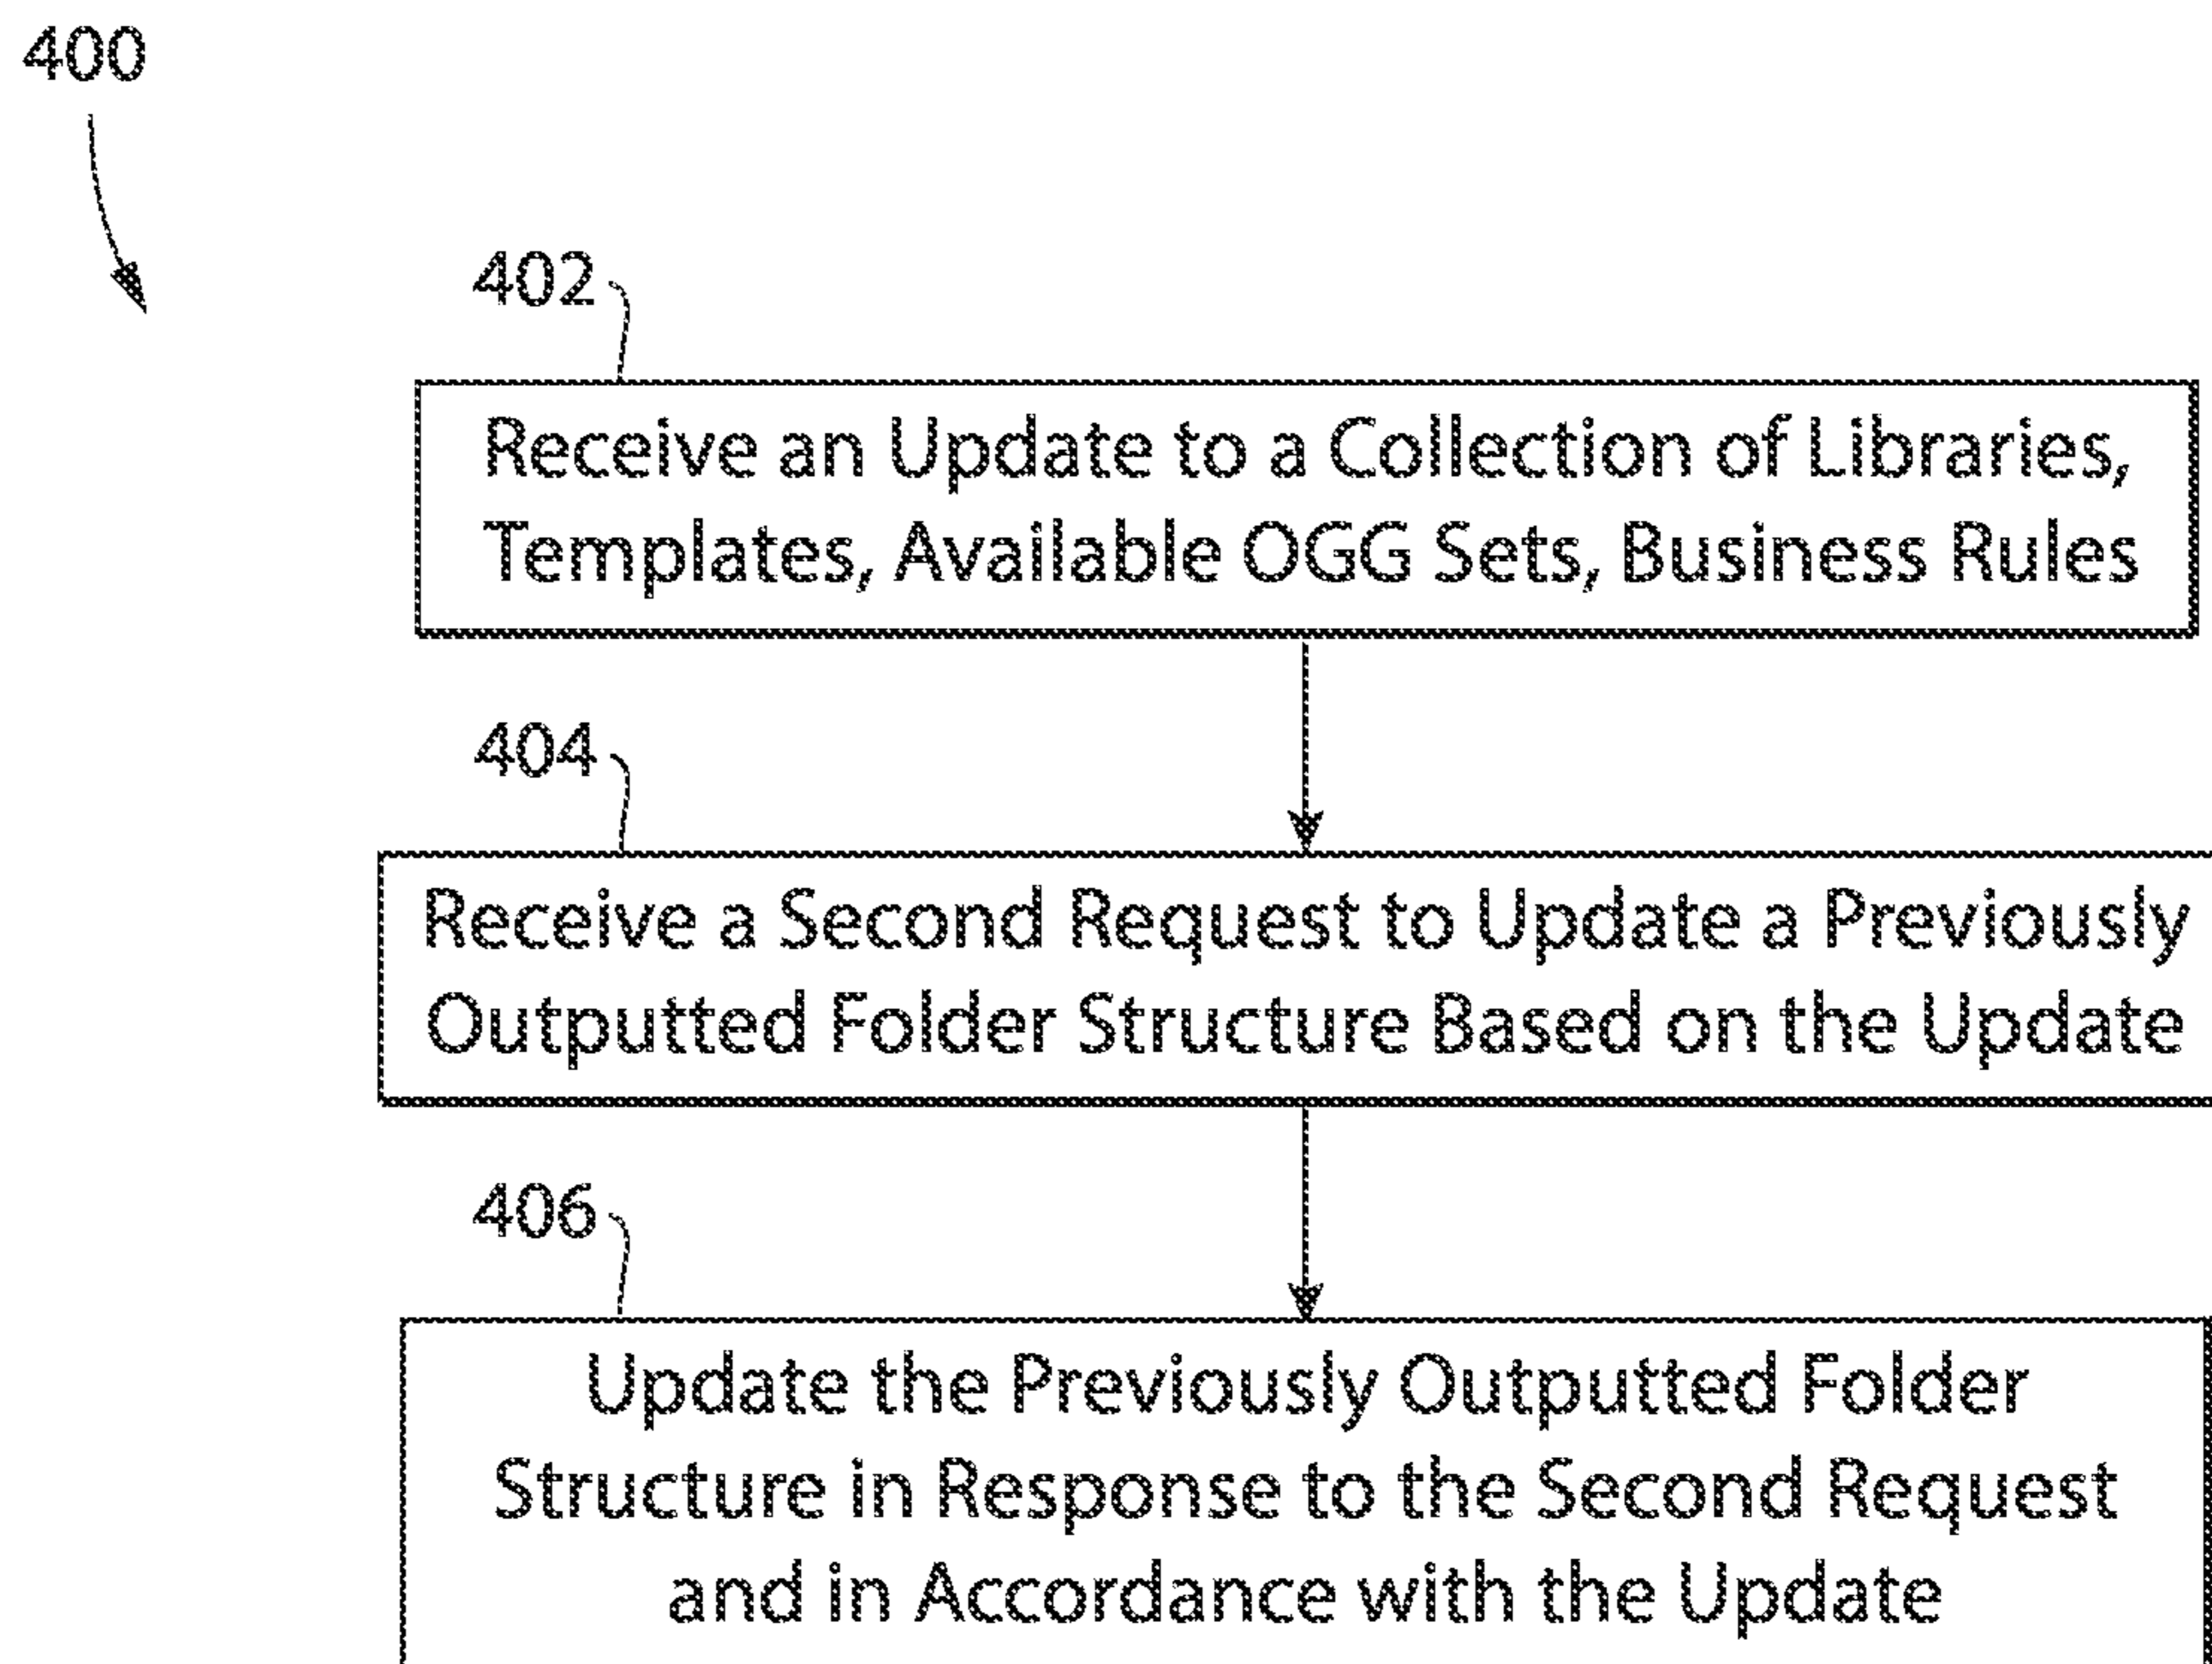 400
402
Receive an Update to a Collection of Libraries,
Templates, Available OGG Sets, Business Rules
404
Receive a Second Request to Update a Previously
Outputted Folder Structure Based on the Update
406
Update the Previously Outputted Folder
Structure in Response to the Second Request
and in Accordance with the Update